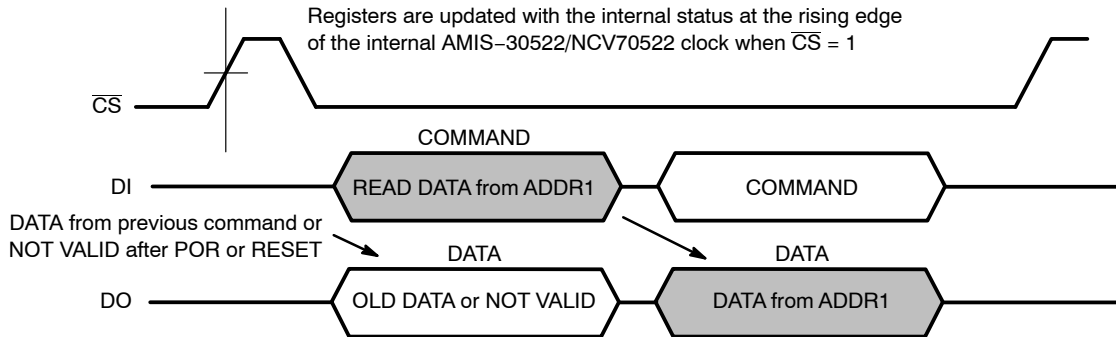 Registers are updated with the internal status at the rising edge
of the internal AMIS−30522/NCV70522 clock when C̅S̅ = 1
C̅S̅
COMMAND
DI
READ DATA from ADDR1
COMMAND
DATA from previous command or
NOT VALID after POR or RESET
DATA
DATA
DO
OLD DATA or NOT VALID
DATA from ADDR1